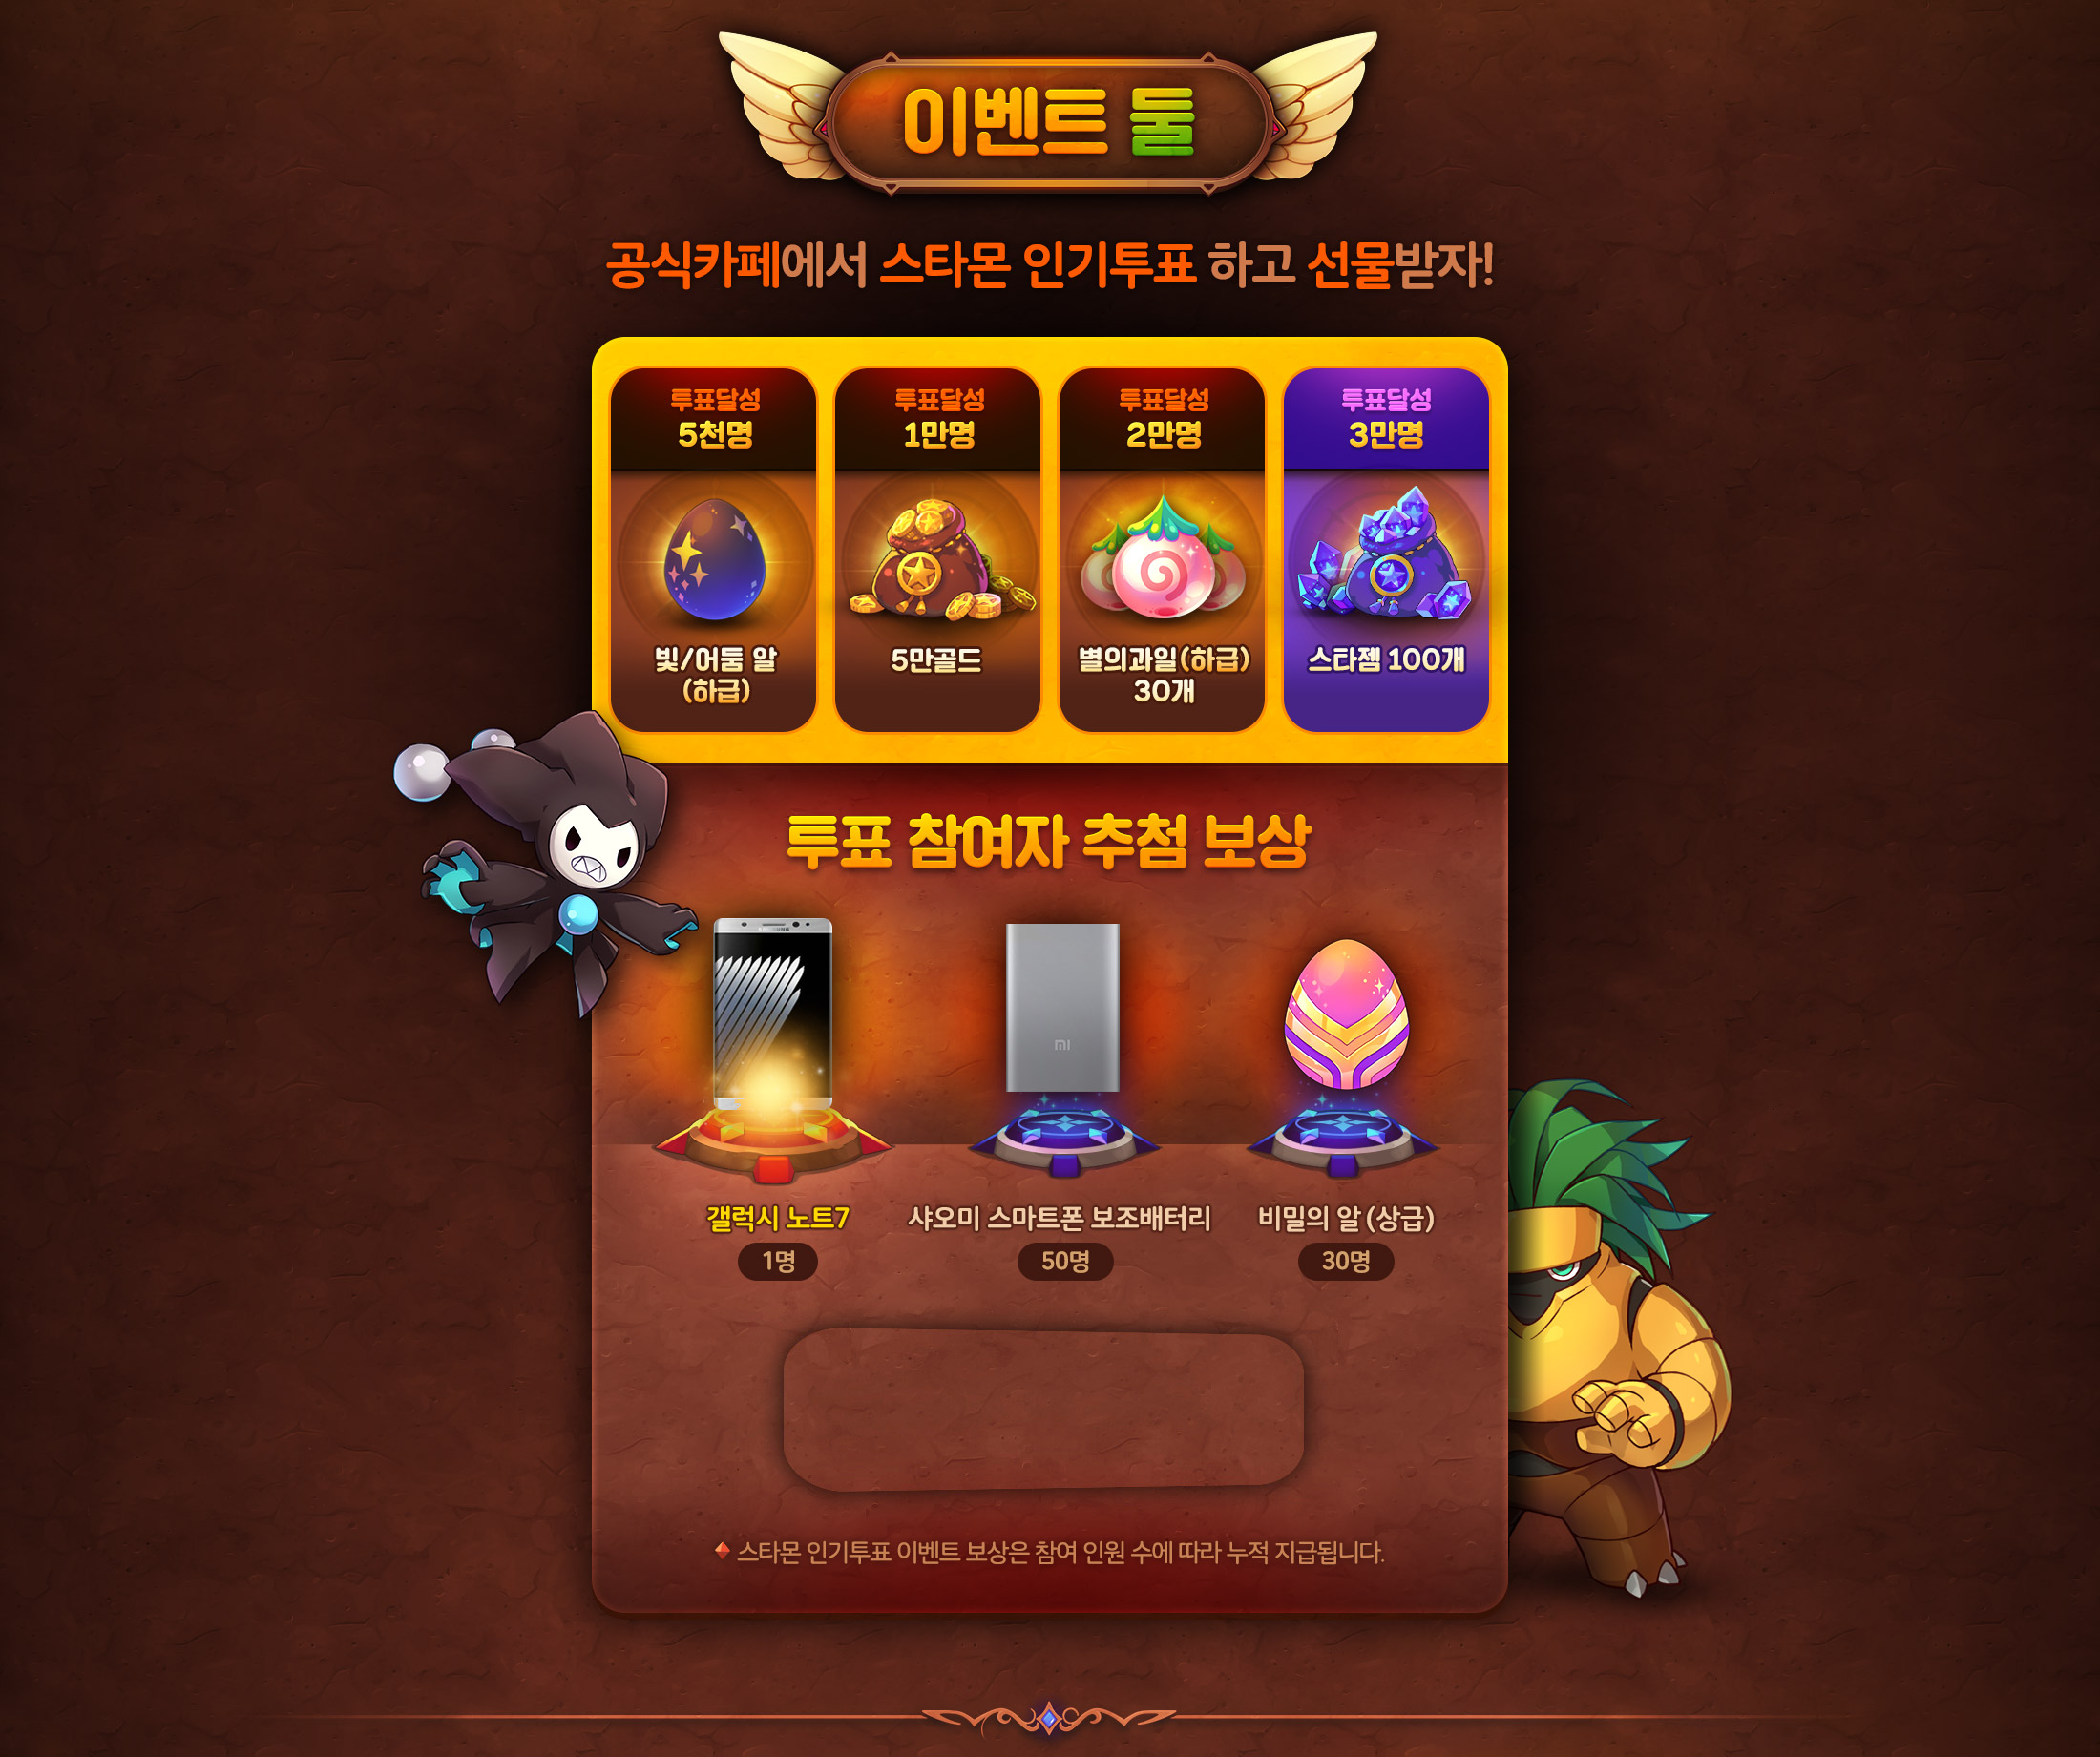 이벤트 둘
공식카페에서 스타몬 인기투표 하고 선물받자!
투표달성
5천명
빛/어둠 알
(하급)
투표달성
1만명
5만골드
투표달성
2만명
별의과일(하급)
30개
투표달성
3만명
스타젬 100개
투표 참여자 추첨 보상
SAMSUNG
갤럭시 노트7
1명
mi
샤오미 스마트폰 보조배터리
50명
비밀의 알(상급)
30명
스타몬 인기투표 이벤트 보상은 참여 인원 수에 따라 누적 지급됩니다.